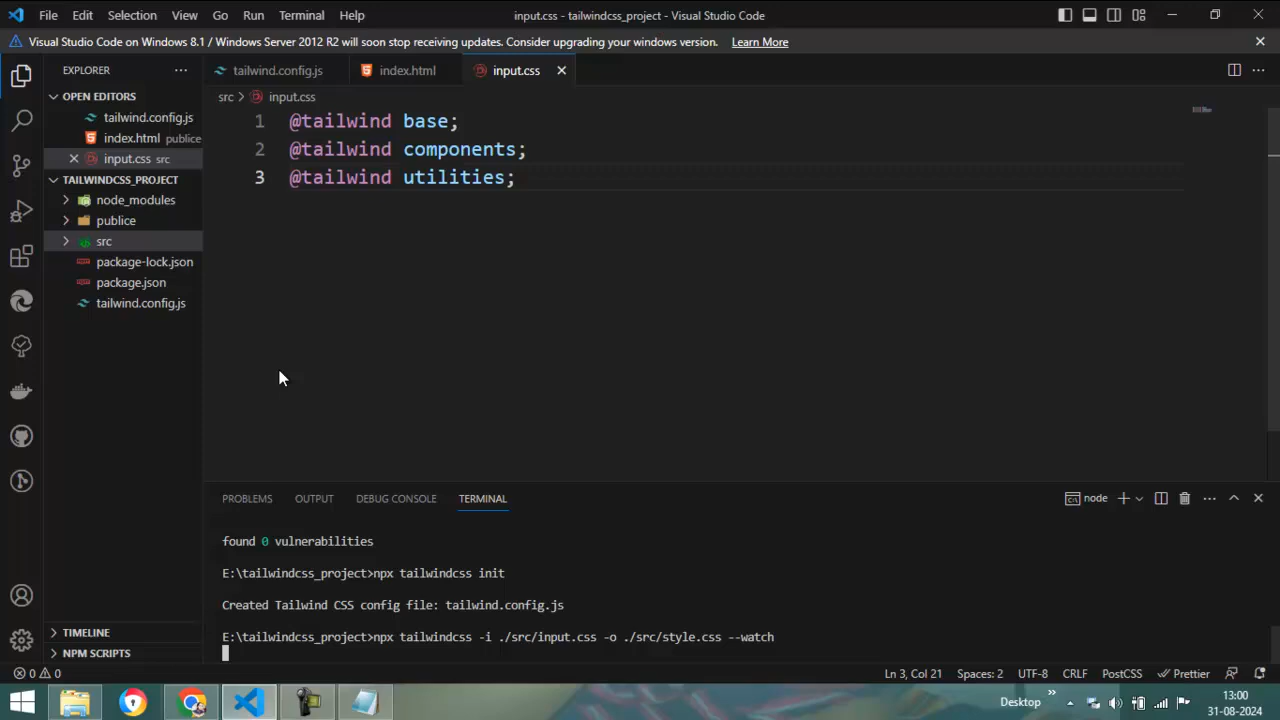 File Edit Selection View Go Run Terminal Help input.css - tailwindcss_project - Visual Studio Code
Visual Studio Code on Windows 8.1 / Windows Server 2012 R2 will soon stop receiving updates. Consider upgrading your windows version. Learn More
EXPLORER
tailwind.config.js index.html input.css
OPEN EDITORS
tailwind.config.js
index.html publice
input.css src
TAILWINDCSS_PROJECT
node_modules
publice
src
package-lock.json
package.json
tailwind.config.js
TIMELINE
NPM SCRIPTS
src > input.css
1 @tailwind base;
2 @tailwind components;
3 @tailwind utilities;
PROBLEMS OUTPUT DEBUG CONSOLE TERMINAL node
found 0 vulnerabilities
E:\tailwindcss_project>npx tailwindcss init
Created Tailwind CSS config file: tailwind.config.js
E:\tailwindcss_project>npx tailwindcss -i ./src/input.css -o ./src/style.css --watch
0 0 Ln 3, Col 21 Spaces: 2 UTF-8 CRLF PostCSS Prettier
Desktop 13:00
31-08-2024